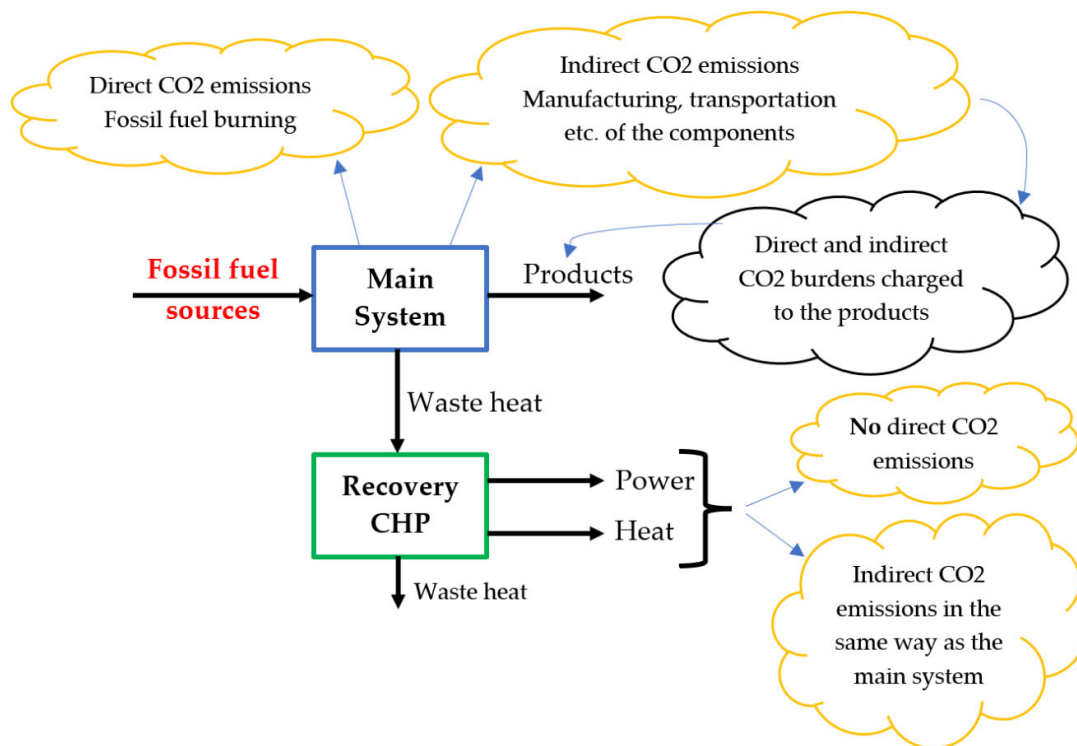 Direct CO2 emissions
Fossil fuel burning
Indirect CO2 emissions
Manufacturing, transportation
etc. of the components
Direct and indirect
CO2 burdens charged
to the products
Fossil fuel
sources
Main
System
Products
Waste heat
Recovery
CHP
Power
Heat
Waste heat
No direct CO2
emissions
Indirect CO2
emissions in the
same way as the
main system